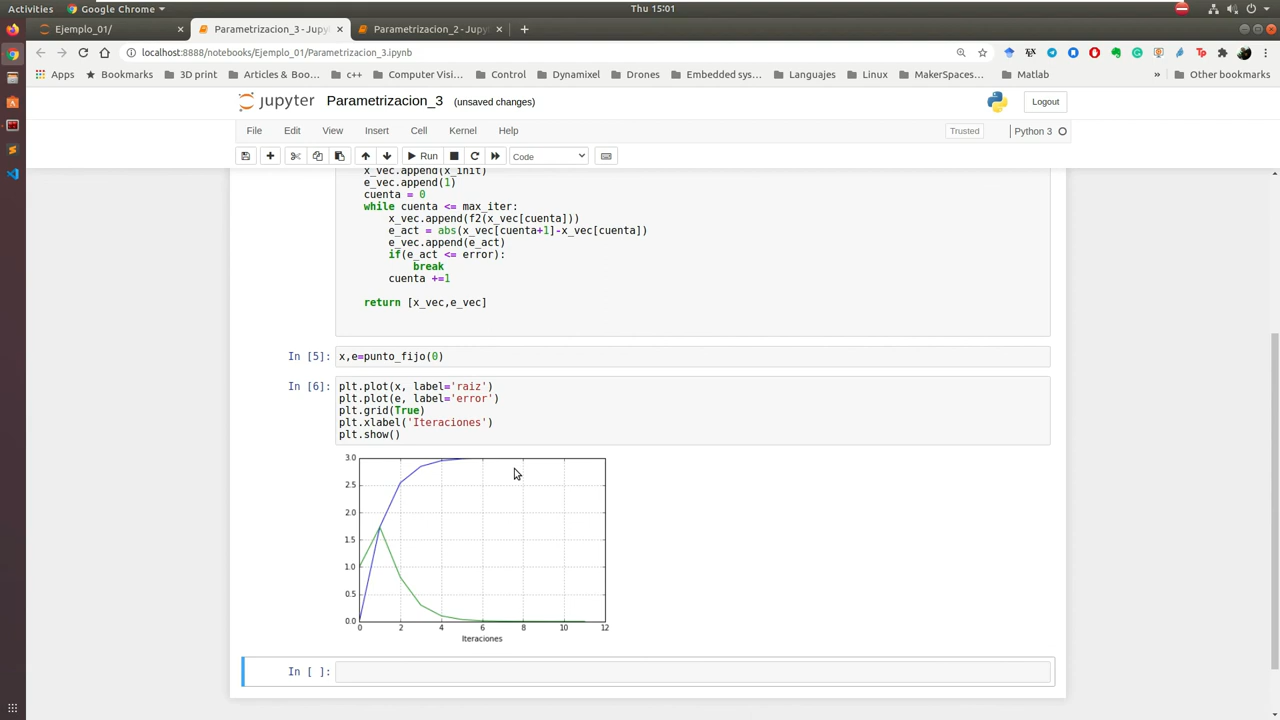 Activities Google Chrome Thu 15:01
Ejemplo_01/ Parametrizacion_3 - Jupy Parametrizacion_2 - Jupyt
localhost:8888/notebooks/Ejemplo_01/Parametrizacion_3.ipynb
Apps Bookmarks 3D print Articles & Boo... c++ Computer Visi... Control Dynamixel Drones Embedded sys... Languajes Linux MakerSpaces... Matlab » Other bookmarks
jupyter Parametrizacion_3 (unsaved changes) Logout
File Edit View Insert Cell Kernel Help Trusted Python 3
Run Code
x_vec.append(x_init)
e_vec.append(1)
cuenta = 0
while cuenta <= max_iter:
x_vec.append(f2(x_vec[cuenta]))
e_act = abs(x_vec[cuenta+1]-x_vec[cuenta])
e_vec.append(e_act)
if(e_act <= error):
break
cuenta +=1
return [x_vec,e_vec]
In [5]: x,e=punto_fijo(0)
In [6]: plt.plot(x, label='raiz')
plt.plot(e, label='error')
plt.grid(True)
plt.xlabel('Iteraciones')
plt.show()
3.0
2.5
2.0
1.5
1.0
0.5
0.0
0 2 4 6 8 10 12
Iteraciones
In [ ]: